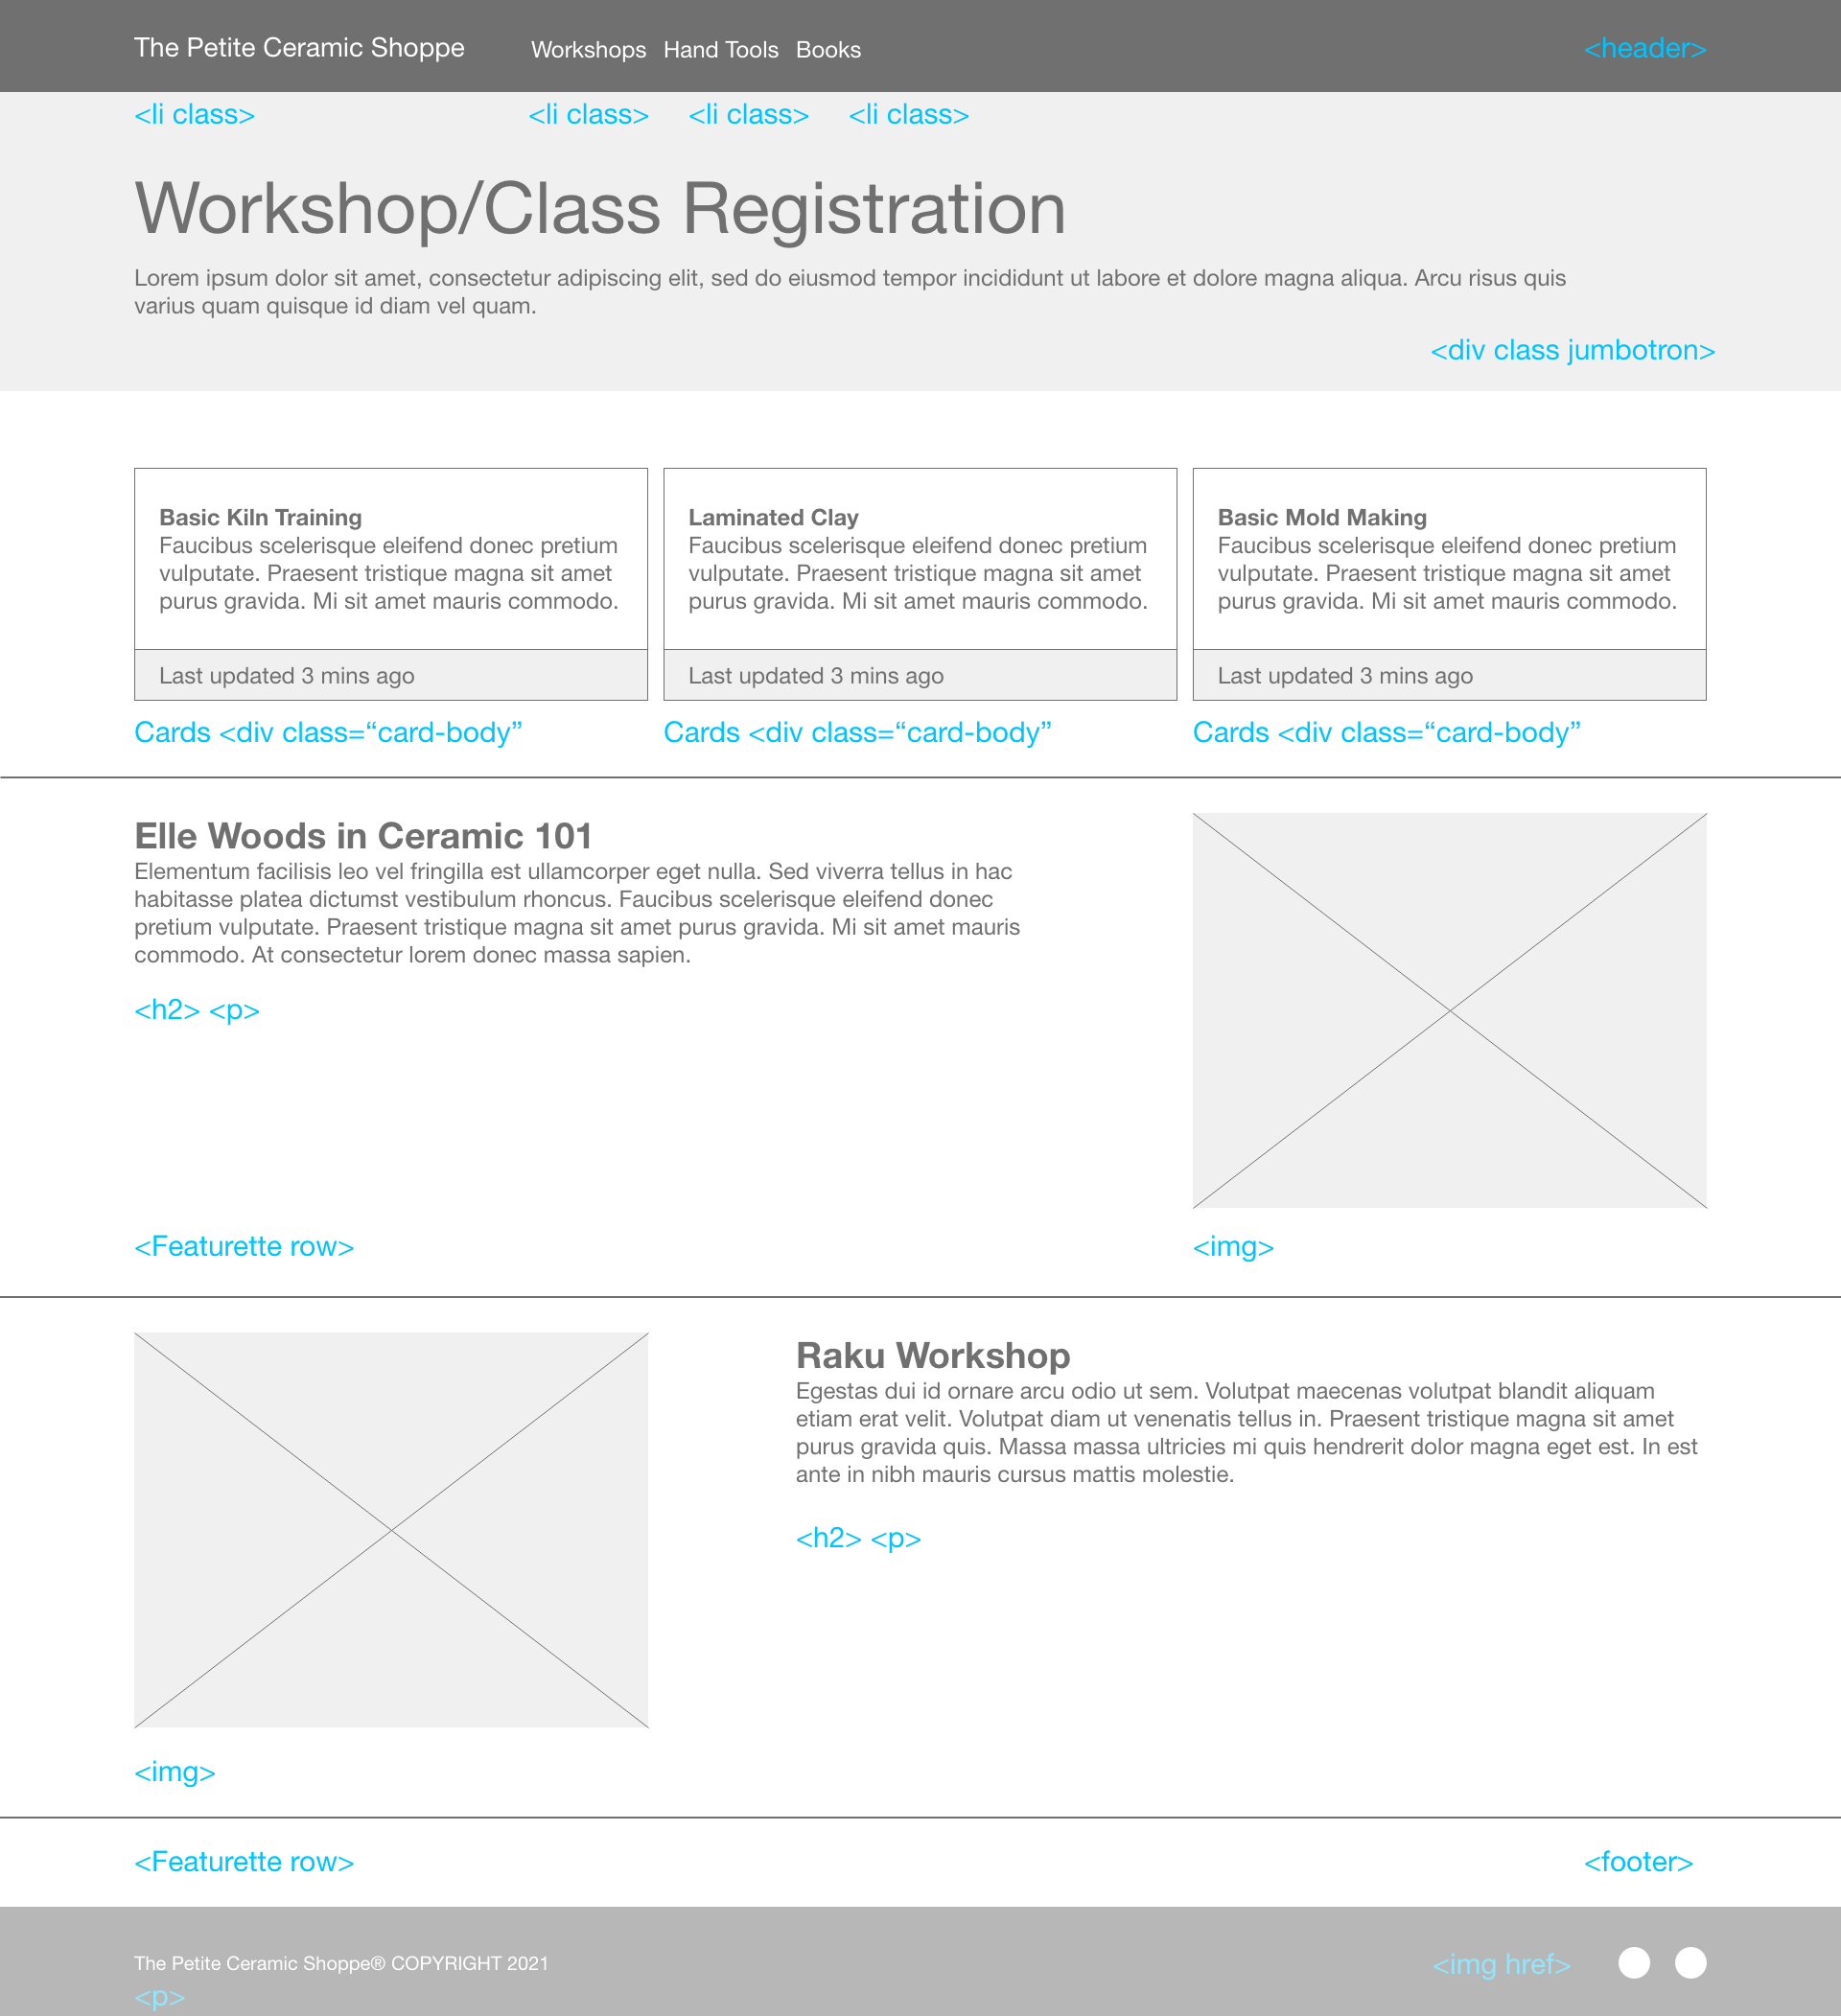 The Petite Ceramic Shoppe Workshops Hand Tools Books <header>
<li class> <li class> <li class> <li class>
Workshop/Class Registration
Lorem ipsum dolor sit amet, consectetur adipiscing elit, sed do eiusmod tempor incididunt ut labore et dolore magna aliqua. Arcu risus quis
varius quam quisque id diam vel quam.
<div class jumbotron>
Basic Kiln Training
Faucibus scelerisque eleifend donec pretium
vulputate. Praesent tristique magna sit amet
purus gravida. Mi sit amet mauris commodo.
Last updated 3 mins ago
Cards <div class=“card-body”
Laminated Clay
Faucibus scelerisque eleifend donec pretium
vulputate. Praesent tristique magna sit amet
purus gravida. Mi sit amet mauris commodo.
Last updated 3 mins ago
Cards <div class=“card-body”
Basic Mold Making
Faucibus scelerisque eleifend donec pretium
vulputate. Praesent tristique magna sit amet
purus gravida. Mi sit amet mauris commodo.
Last updated 3 mins ago
Cards <div class=“card-body”
Elle Woods in Ceramic 101
Elementum facilisis leo vel fringilla est ullamcorper eget nulla. Sed viverra tellus in hac
habitasse platea dictumst vestibulum rhoncus. Faucibus scelerisque eleifend donec
pretium vulputate. Praesent tristique magna sit amet purus gravida. Mi sit amet mauris
commodo. At consectetur lorem donec massa sapien.
<h2> <p>
<Featurette row> <img>
Raku Workshop
Egestas dui id ornare arcu odio ut sem. Volutpat maecenas volutpat blandit aliquam
etiam erat velit. Volutpat diam ut venenatis tellus in. Praesent tristique magna sit amet
purus gravida quis. Massa massa ultricies mi quis hendrerit dolor magna eget est. In est
ante in nibh mauris cursus mattis molestie.
<h2> <p>
<img>
<Featurette row> <footer>
The Petite Ceramic Shoppe® COPYRIGHT 2021 <img href>
<p>